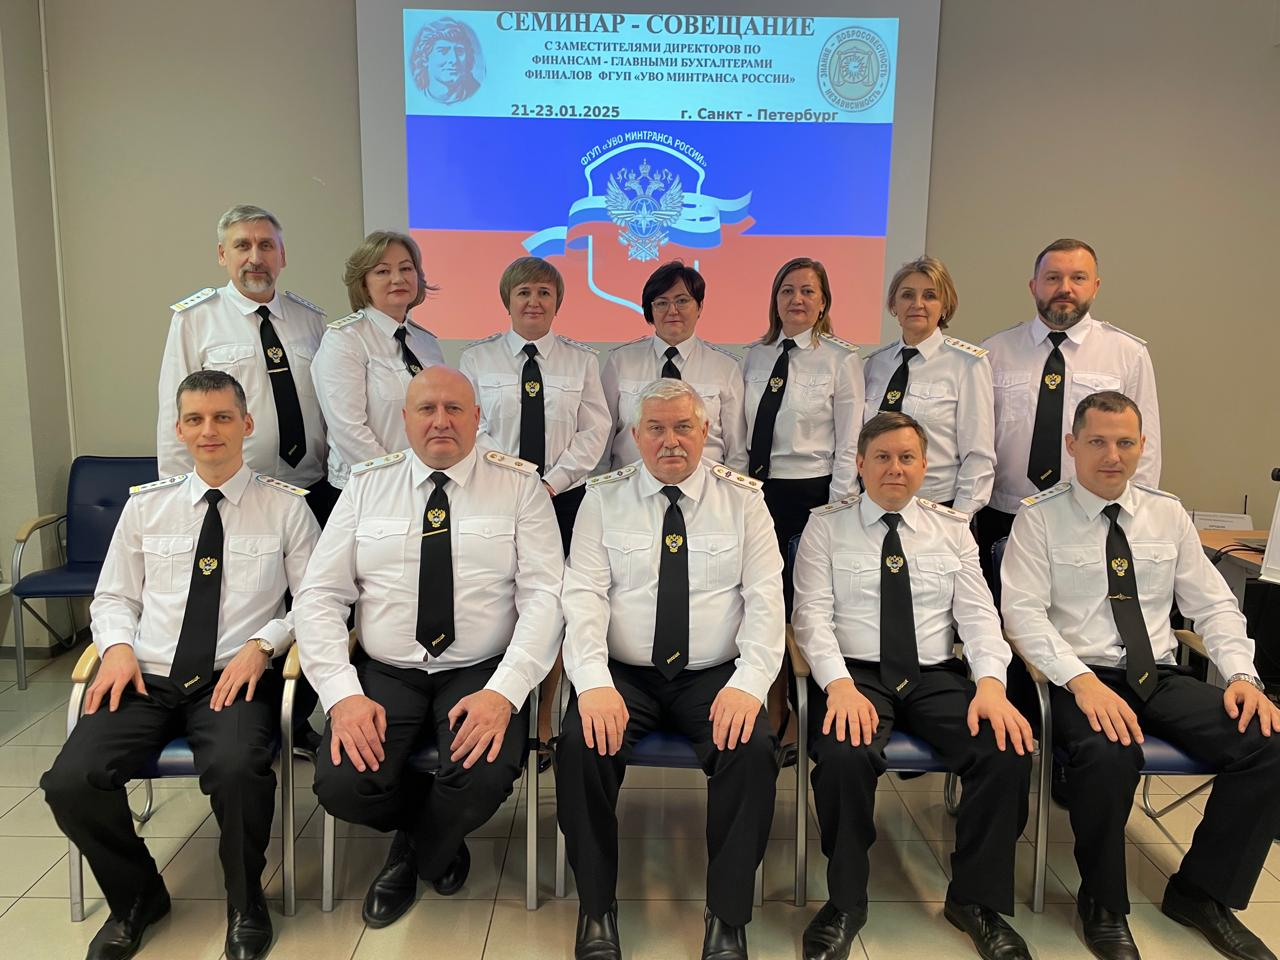 СЕМИНАР - СОВЕЩАНИЕ
С ЗАМЕСТИТЕЛЯМИ ДИРЕКТОРОВ ПО
ФИНАНСАМ - ГЛАВНЫМИ БУХГАЛТЕРАМИ
ФИЛИАЛОВ ФГУП «УВО МИНТРАНСА РОССИИ»
ЗНАНИЕ - ДОБРОСОВЕСТНОСТЬ - НЕЗАВИСИМОСТЬ
21-23.01.2025 г. Санкт - Петербург
ФГУП «УВО МИНТРАНСА РОССИИ»